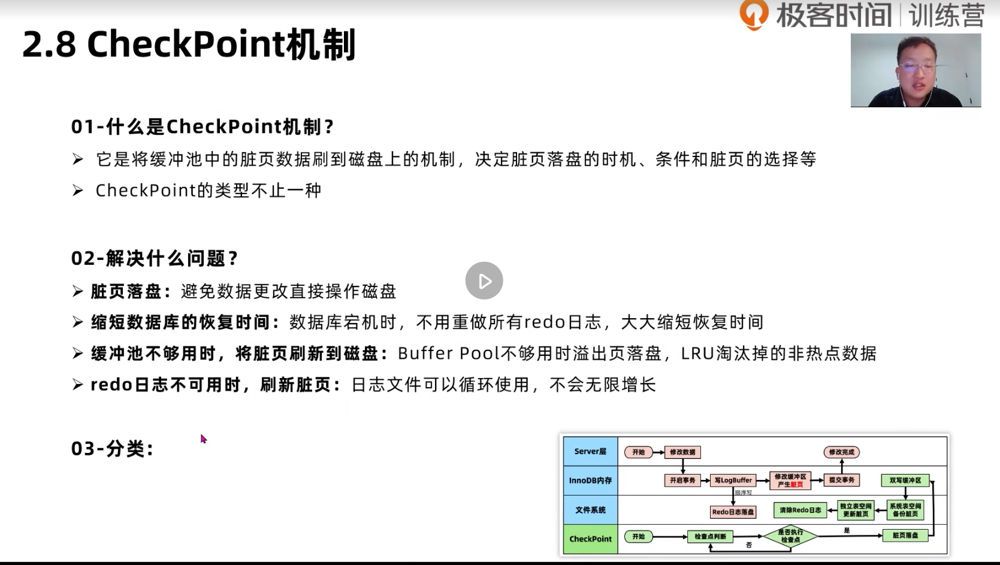 极客时间 | 训练营
2.8 CheckPoint机制
01-什么是CheckPoint机制？
➢ 它是将缓冲池中的脏页数据刷到磁盘上的机制，决定脏页落盘的时机、条件和脏页的选择等
➢ CheckPoint的类型不止一种
02-解决什么问题？
➢ 脏页落盘：避免数据更改直接操作磁盘
➢ 缩短数据库的恢复时间：数据库宕机时，不用重做所有redo日志，大大缩短恢复时间
➢ 缓冲池不够用时，将脏页刷新到磁盘：Buffer Pool不够用时溢出页落盘，LRU淘汰掉的非热点数据
➢ redo日志不可用时，刷新脏页：日志文件可以循环使用，不会无限增长
03-分类：
Server层
开始
修改数据
修改完成
InnoDB内存
开启事务
写LogBuffer
修改缓冲区
产生脏页
提交事务
双写缓冲区
顺序写
文件系统
Redo日志落盘
清除Redo日志
独立表空间
更新脏页
系统表空间
备份脏页
CheckPoint
开始
检查点判断
是否执行
检查点
是
否
脏页落盘